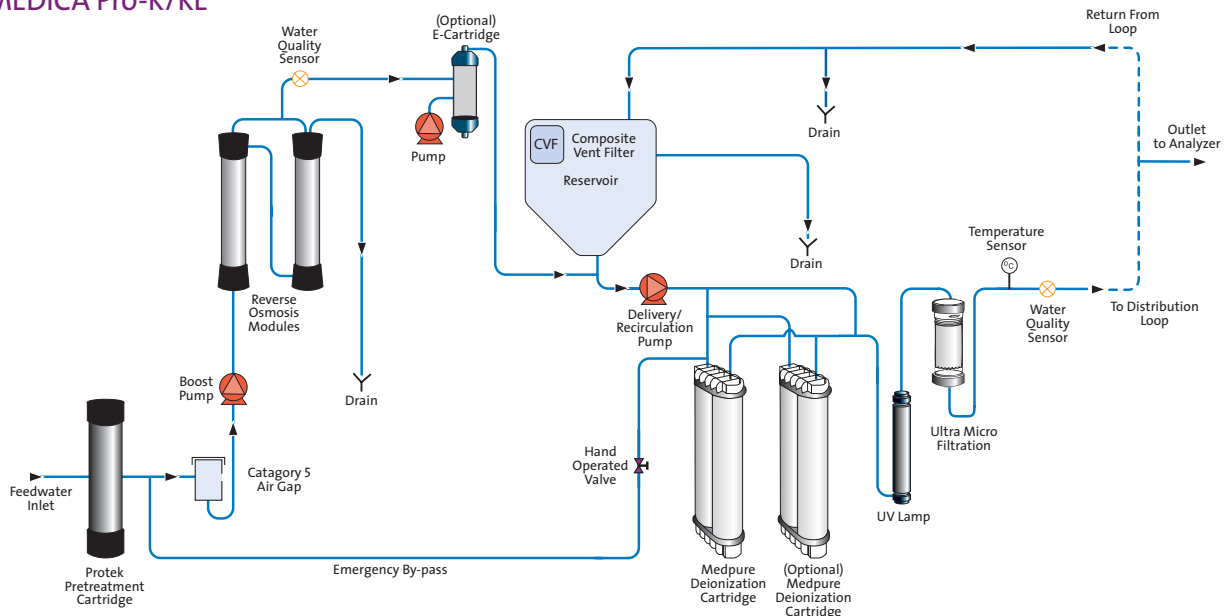 MEDICA Pro-R/RE
(Optional)
E-Cartridge
Water
Quality
Sensor
Pump
CVF
Composite
Vent Filter
Reservoir
Drain
Return From
Loop
Outlet
to Analyzer
Drain
Temperature
Sensor
°C
Reverse
Osmosis
Modules
Delivery/
Recirculation
Pump
Water
Quality
Sensor
To Distribution
Loop
Boost
Pump
Drain
Ultra Micro
Filtration
Hand
Operated
Valve
Catagory 5
Air Gap
Feedwater
Inlet
UV Lamp
Emergency By-pass
Protek
Pretreatment
Cartridge
Medpure
Deionization
Cartridge
(Optional)
Medpure
Deionization
Cartridge